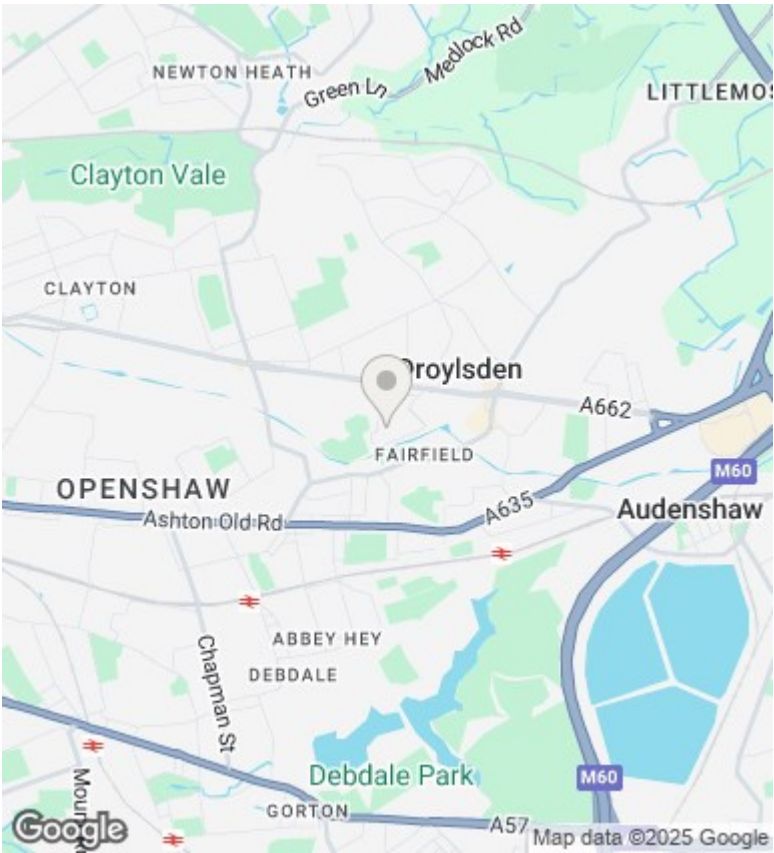 NEWTON HEATH
Medlock Rd
Green Ln
LITTLEMOS
Clayton Vale
CLAYTON
Droylsden
A662
FAIRFIELD
M60
OPENSHAW
A635
Audenshaw
Ashton Old Rd
ABBEY HEY
Chapman St
DEBDALE
Debdale Park
M60
GORTON
A57
Google
Map data ©2025 Google